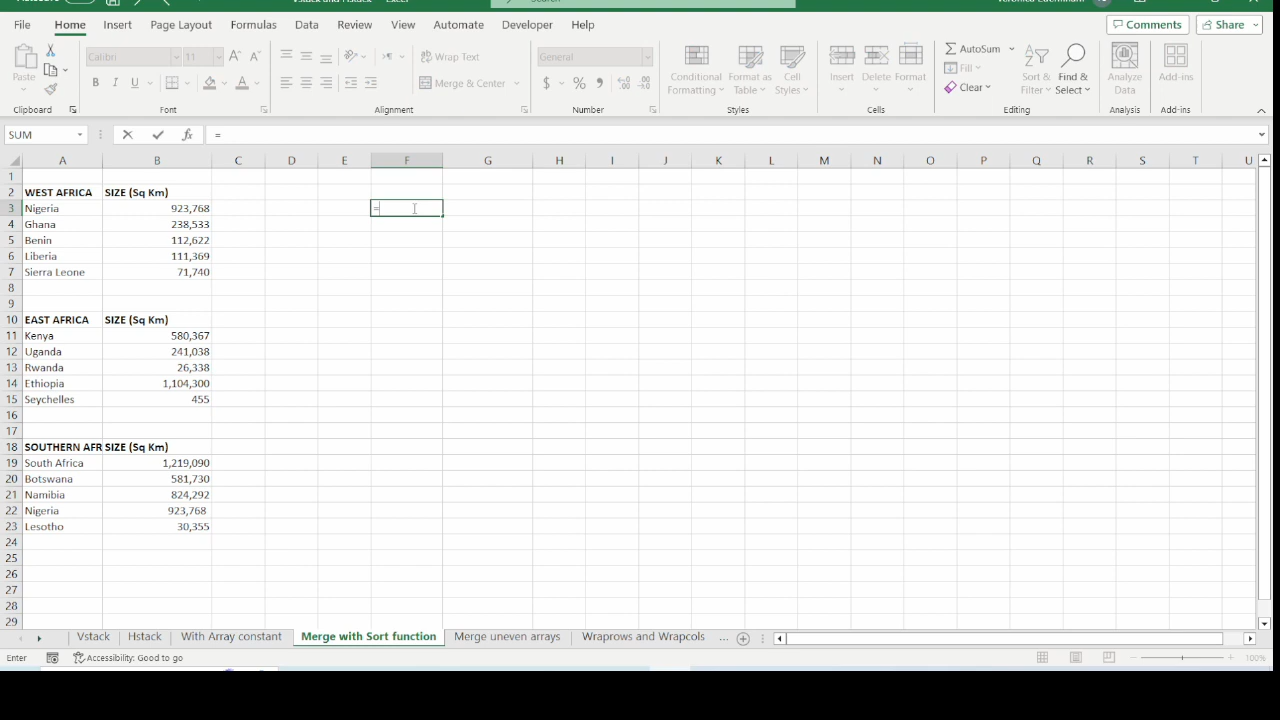 File Home Insert Page Layout Formulas Data Review View Automate Developer Help Comments Share
Paste Calibri 11 Wrap Text General Conditional Formatting Format as Table Cell Styles Insert Delete Format AutoSum Fill Clear Sort & Filter Find & Select Analyze Data Add-ins
B I U Merge & Center $ %
Clipboard Font Alignment Number Styles Cells Editing Analysis Add-ins
SUM fx =
A B C D E F G H I J K L M N O P Q R S T U
1
2 WEST AFRICA SIZE (Sq Km)
3 Nigeria 923,768 =
4 Ghana 238,533
5 Benin 112,622
6 Liberia 111,369
7 Sierra Leone 71,740
8
9
10 EAST AFRICA SIZE (Sq Km)
11 Kenya 580,367
12 Uganda 241,038
13 Rwanda 26,338
14 Ethiopia 1,104,300
15 Seychelles 455
16
17
18 SOUTHERN AFR SIZE (Sq Km)
19 South Africa 1,219,090
20 Botswana 581,730
21 Namibia 824,292
22 Nigeria 923,768
23 Lesotho 30,355
24
25
26
27
28
29
Vstack Hstack With Array constant Merge with Sort function Merge uneven arrays Wraprows and Wrapcols ...
Enter Accessibility: Good to go 100%